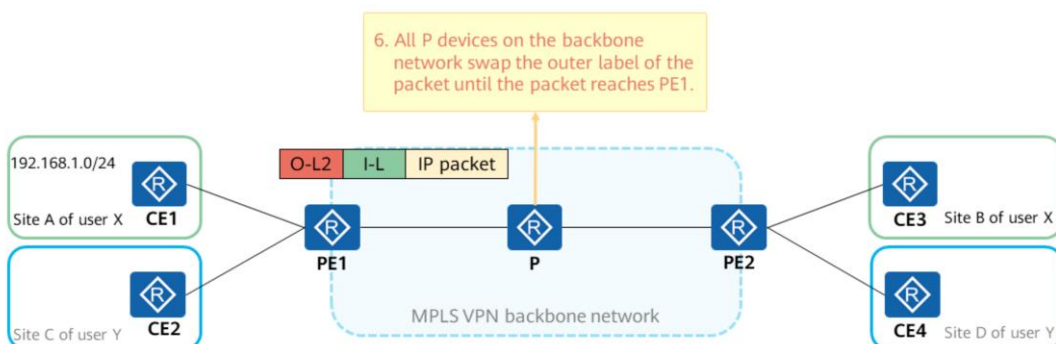 6. All P devices on the backbone
network swap the outer label of the
packet until the packet reaches PE1.
192.168.1.0/24
O-L2 I-L IP packet
R
CE1
Site A of user X
R
PE1
R
P
R
PE2
R
CE3
Site B of user X
R
CE2
Site C of user Y
MPLS VPN backbone network
R
CE4
Site D of user Y